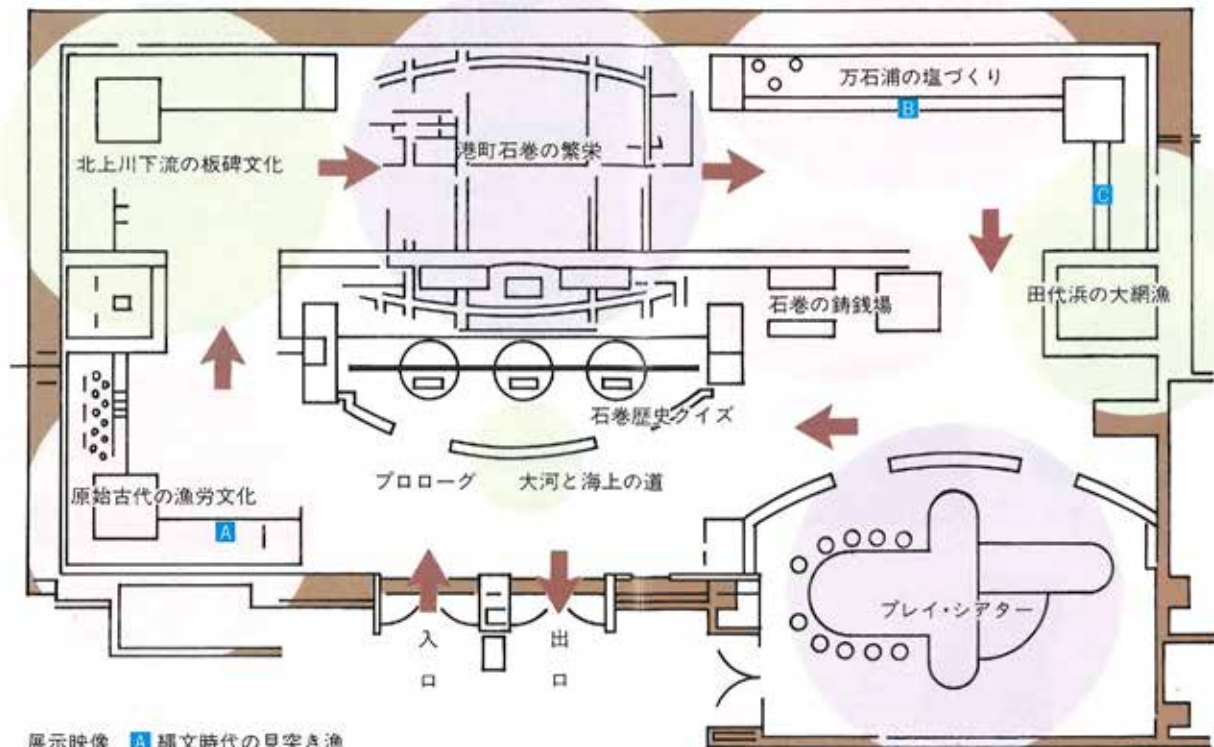 万石浦の塩づくり
B
北上川下流の板碑文化
港町石巻の繁栄
C
石巻の鋳銭場
田代浜の大網漁
石巻歴史クイズ
プロローグ 大河と海上の道
原始古代の漁労文化
A
プレイ・シアター
入口
出口
展示映像 A 縄文時代の見突き漁